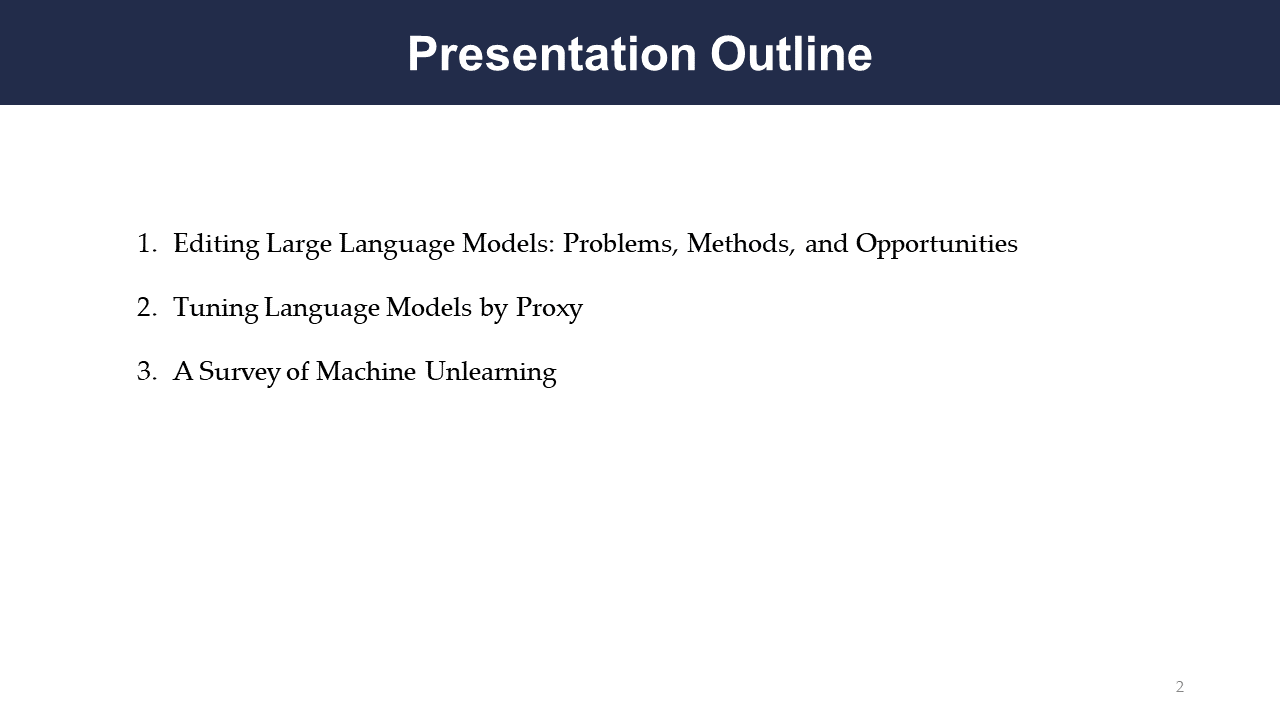 Presentation Outline
1. Editing Large Language Models: Problems, Methods, and Opportunities
2. Tuning Language Models by Proxy
3. A Survey of Machine Unlearning
2